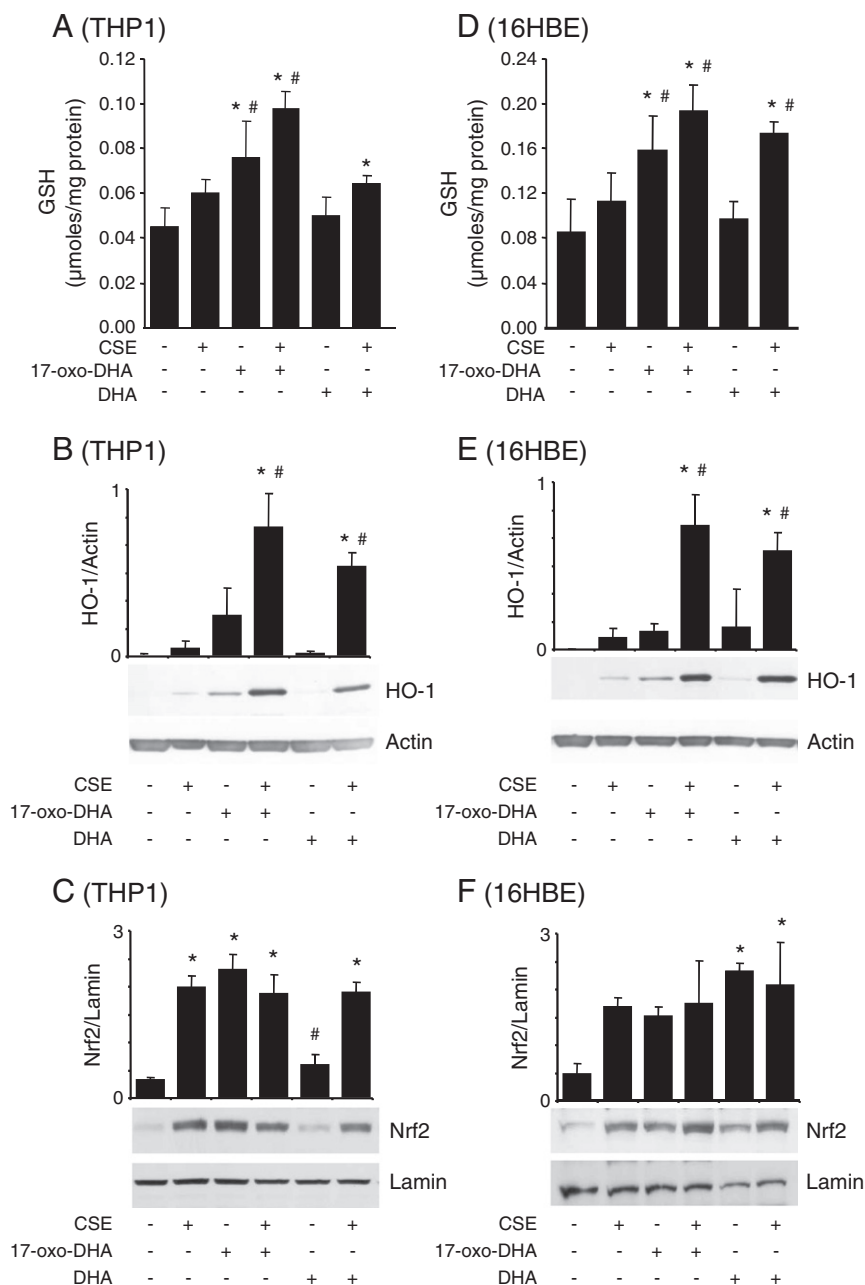 A (THP1)
0.12
0.10
0.08
0.06
0.04
0.02
0.00
GSH
(µmoles/mg protein)
* #
* #
*
CSE - + - + - +
17-oxo-DHA - - + + - -
DHA - - - - + +
B (THP1)
1
0
HO-1/Actin
* #
* #
HO-1
Actin
CSE - + - + - +
17-oxo-DHA - - + + - -
DHA - - - - + +
C (THP1)
3
0
Nrf2/Lamin
*
*
*
#
*
Nrf2
Lamin
CSE - + - + - +
17-oxo-DHA - - + + - -
DHA - - - - + +
D (16HBE)
0.24
0.20
0.16
0.12
0.08
0.04
0.00
GSH
(µmoles/mg protein)
* #
* #
* #
CSE - + - + - +
17-oxo-DHA - - + + - -
DHA - - - - + +
E (16HBE)
1
0
HO-1/Actin
* #
* #
HO-1
Actin
CSE - + - + - +
17-oxo-DHA - - + + - -
DHA - - - - + +
F (16HBE)
3
0
Nrf2/Lamin
*
*
Nrf2
Lamin
CSE - + - + - +
17-oxo-DHA - - + + - -
DHA - - - - + +